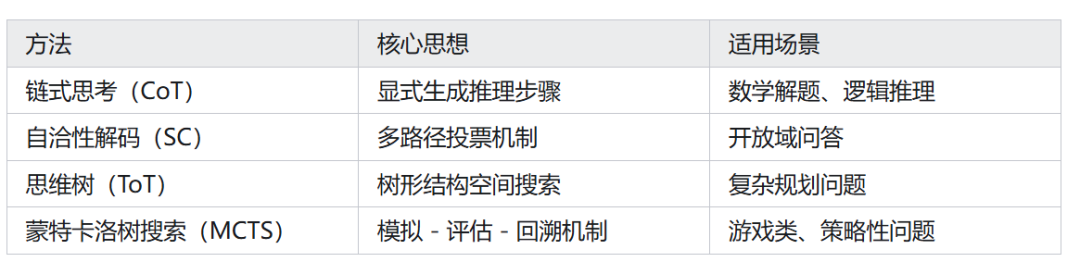 方法 核心思想 适用场景
链式思考（CoT） 显式生成推理步骤 数学解题、逻辑推理
自洽性解码（SC） 多路径投票机制 开放域问答
思维树（ToT） 树形结构空间搜索 复杂规划问题
蒙特卡洛树搜索（MCTS） 模拟 - 评估 - 回溯机制 游戏类、策略性问题